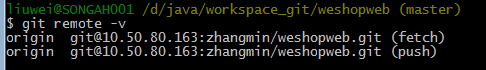 liuwei@SONGAHO01 /d/java/workspace_git/weshopweb (master)
$ git remote -v
origin  git@10.50.80.163:zhangmin/weshopweb.git (fetch)
origin  git@10.50.80.163:zhangmin/weshopweb.git (push)